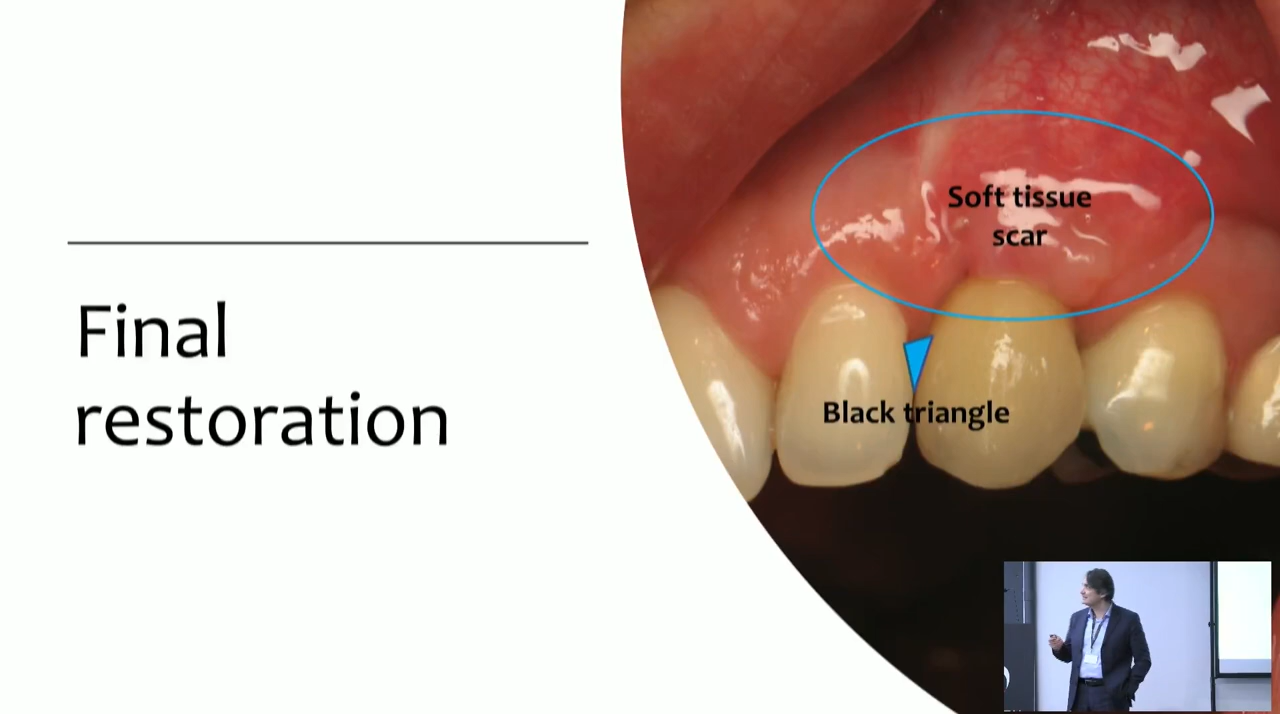 Final
restoration
Soft tissue
scar
Black triangle